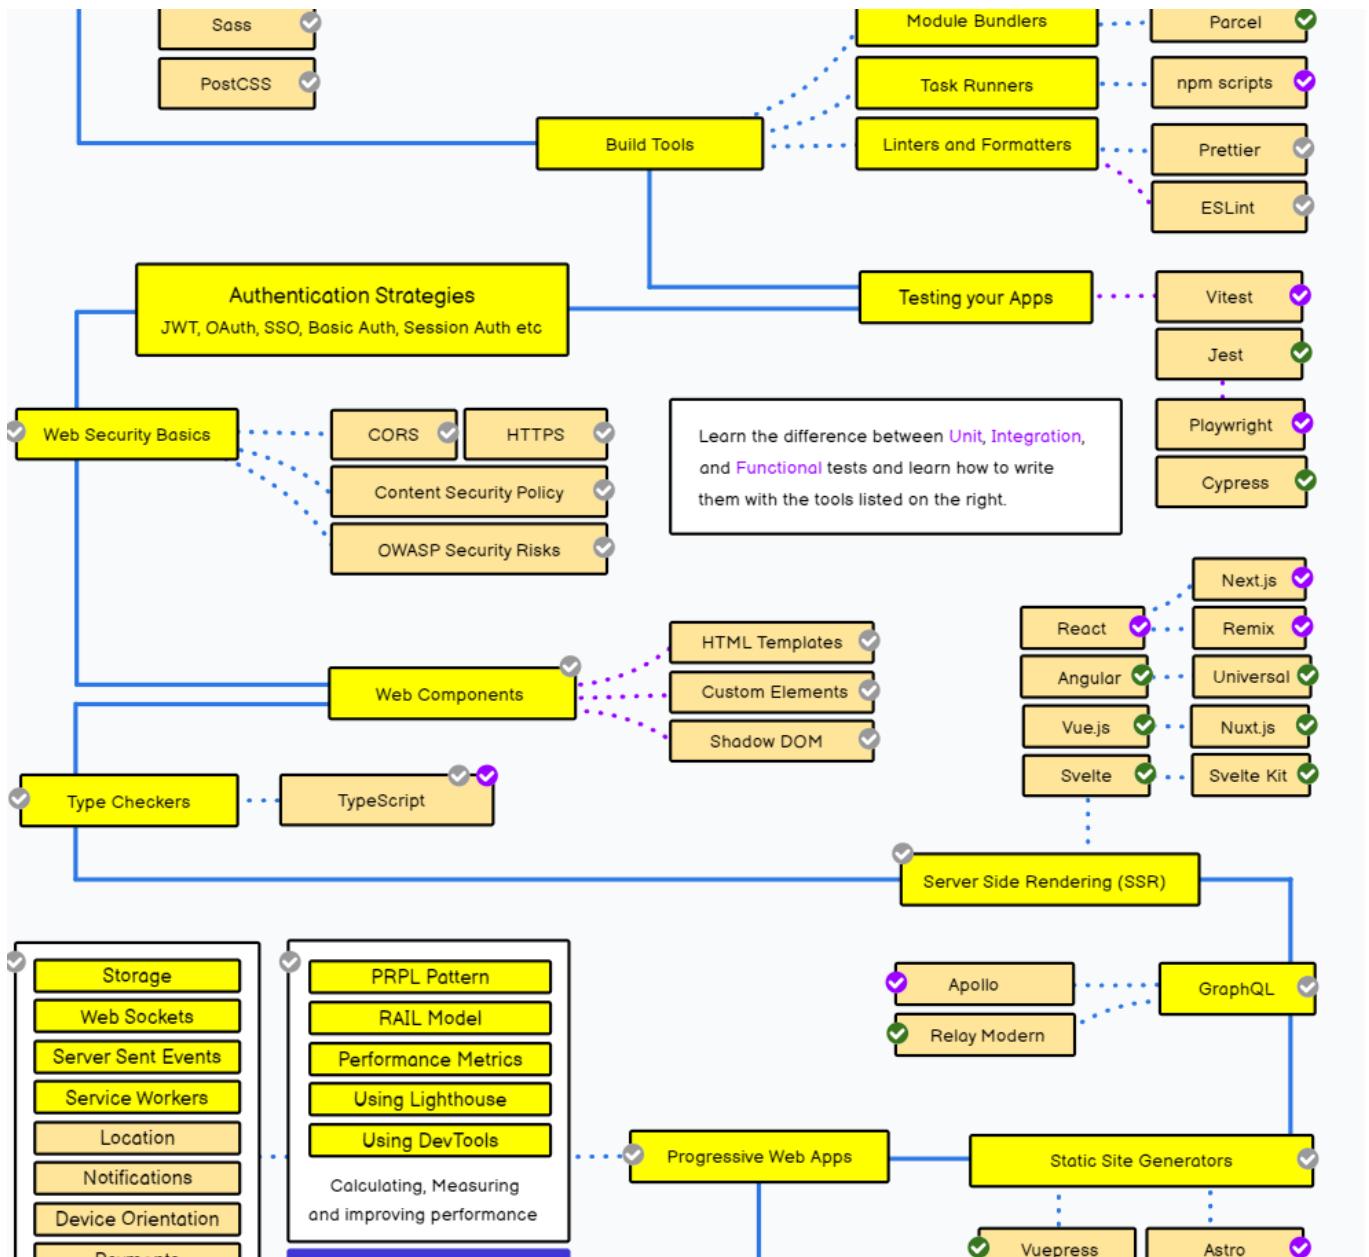 Sass
PostCSS
Module Bundlers
Parcel
Task Runners
npm scripts
Build Tools
Linters and Formatters
Prettier
ESLint
Authentication Strategies
JWT, OAuth, SSO, Basic Auth, Session Auth etc
Testing your Apps
Vitest
Jest
Playwright
Cypress
Web Security Basics
CORS
HTTPS
Content Security Policy
OWASP Security Risks
Learn the difference between Unit, Integration,
and Functional tests and learn how to write
them with the tools listed on the right.
Next.js
React
Remix
Angular
Universal
Vue.js
Nuxt.js
Svelte
Svelte Kit
HTML Templates
Web Components
Custom Elements
Shadow DOM
Type Checkers
TypeScript
Server Side Rendering (SSR)
Storage
Web Sockets
Server Sent Events
Service Workers
Location
Notifications
Device Orientation
Payments
PRPL Pattern
RAIL Model
Performance Metrics
Using Lighthouse
Using DevTools
Calculating, Measuring
and improving performance
Apollo
GraphQL
Relay Modern
Progressive Web Apps
Static Site Generators
Vuepress
Astro